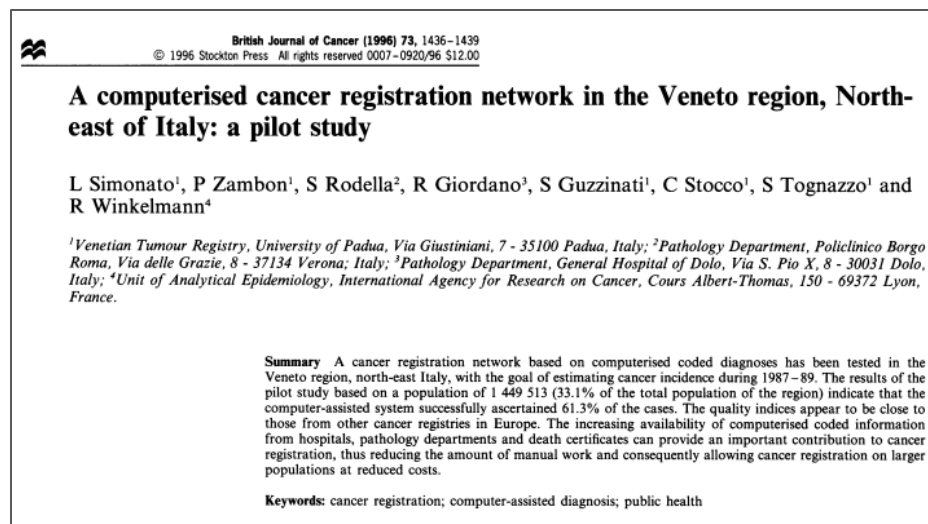 British Journal of Cancer (1996) 73, 1436–1439
© 1996 Stockton Press All rights reserved 0007–0920/96 $12.00
A computerised cancer registration network in the Veneto region, North-
east of Italy: a pilot study
L Simonato¹, P Zambon¹, S Rodella², R Giordano³, S Guzzinati¹, C Stocco¹, S Tognazzo¹ and
R Winkelmann⁴
¹Venetian Tumour Registry, University of Padua, Via Giustiniani, 7 - 35100 Padua, Italy; ²Pathology Department, Policlinico Borgo
Roma, Via delle Grazie, 8 - 37134 Verona; Italy; ³Pathology Department, General Hospital of Dolo, Via S. Pio X, 8 - 30031 Dolo,
Italy; ⁴Unit of Analytical Epidemiology, International Agency for Research on Cancer, Cours Albert-Thomas, 150 - 69372 Lyon,
France.
Summary A cancer registration network based on computerised coded diagnoses has been tested in the
Veneto region, north-east Italy, with the goal of estimating cancer incidence during 1987–89. The results of the
pilot study based on a population of 1 449 513 (33.1% of the total population of the region) indicate that the
computer-assisted system successfully ascertained 61.3% of the cases. The quality indices appear to be close to
those from other cancer registries in Europe. The increasing availability of computerised coded information
from hospitals, pathology departments and death certificates can provide an important contribution to cancer
registration, thus reducing the amount of manual work and consequently allowing cancer registration on larger
populations at reduced costs.
Keywords: cancer registration; computer-assisted diagnosis; public health